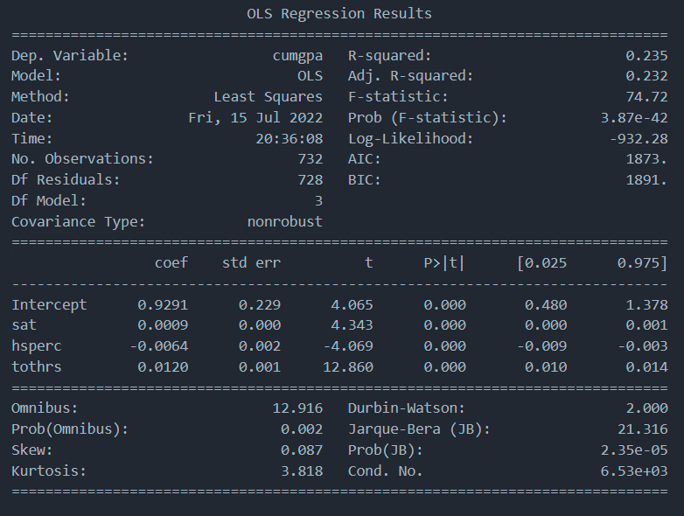 OLS Regression Results
==============================================================================
Dep. Variable:                 cumgpa   R-squared:                       0.235
Model:                            OLS   Adj. R-squared:                  0.232
Method:                 Least Squares   F-statistic:                     74.72
Date:                Fri, 15 Jul 2022   Prob (F-statistic):           3.87e-42
Time:                        20:36:08   Log-Likelihood:                -932.28
No. Observations:                 732   AIC:                             1873.
Df Residuals:                     728   BIC:                             1891.
Df Model:                           3
Covariance Type:            nonrobust
==============================================================================
                 coef    std err          t      P>|t|      [0.025      0.975]
------------------------------------------------------------------------------
Intercept      0.9291      0.229      4.065      0.000       0.480       1.378
sat            0.0009      0.000      4.343      0.000       0.000       0.001
hsperc        -0.0064      0.002     -4.069      0.000      -0.009      -0.003
tothrs         0.0120      0.001     12.860      0.000       0.010       0.014
==============================================================================
Omnibus:                       12.916   Durbin-Watson:                   2.000
Prob(Omnibus):                  0.002   Jarque-Bera (JB):               21.316
Skew:                           0.087   Prob(JB):                     2.35e-05
Kurtosis:                       3.818   Cond. No.                     6.53e+03
==============================================================================